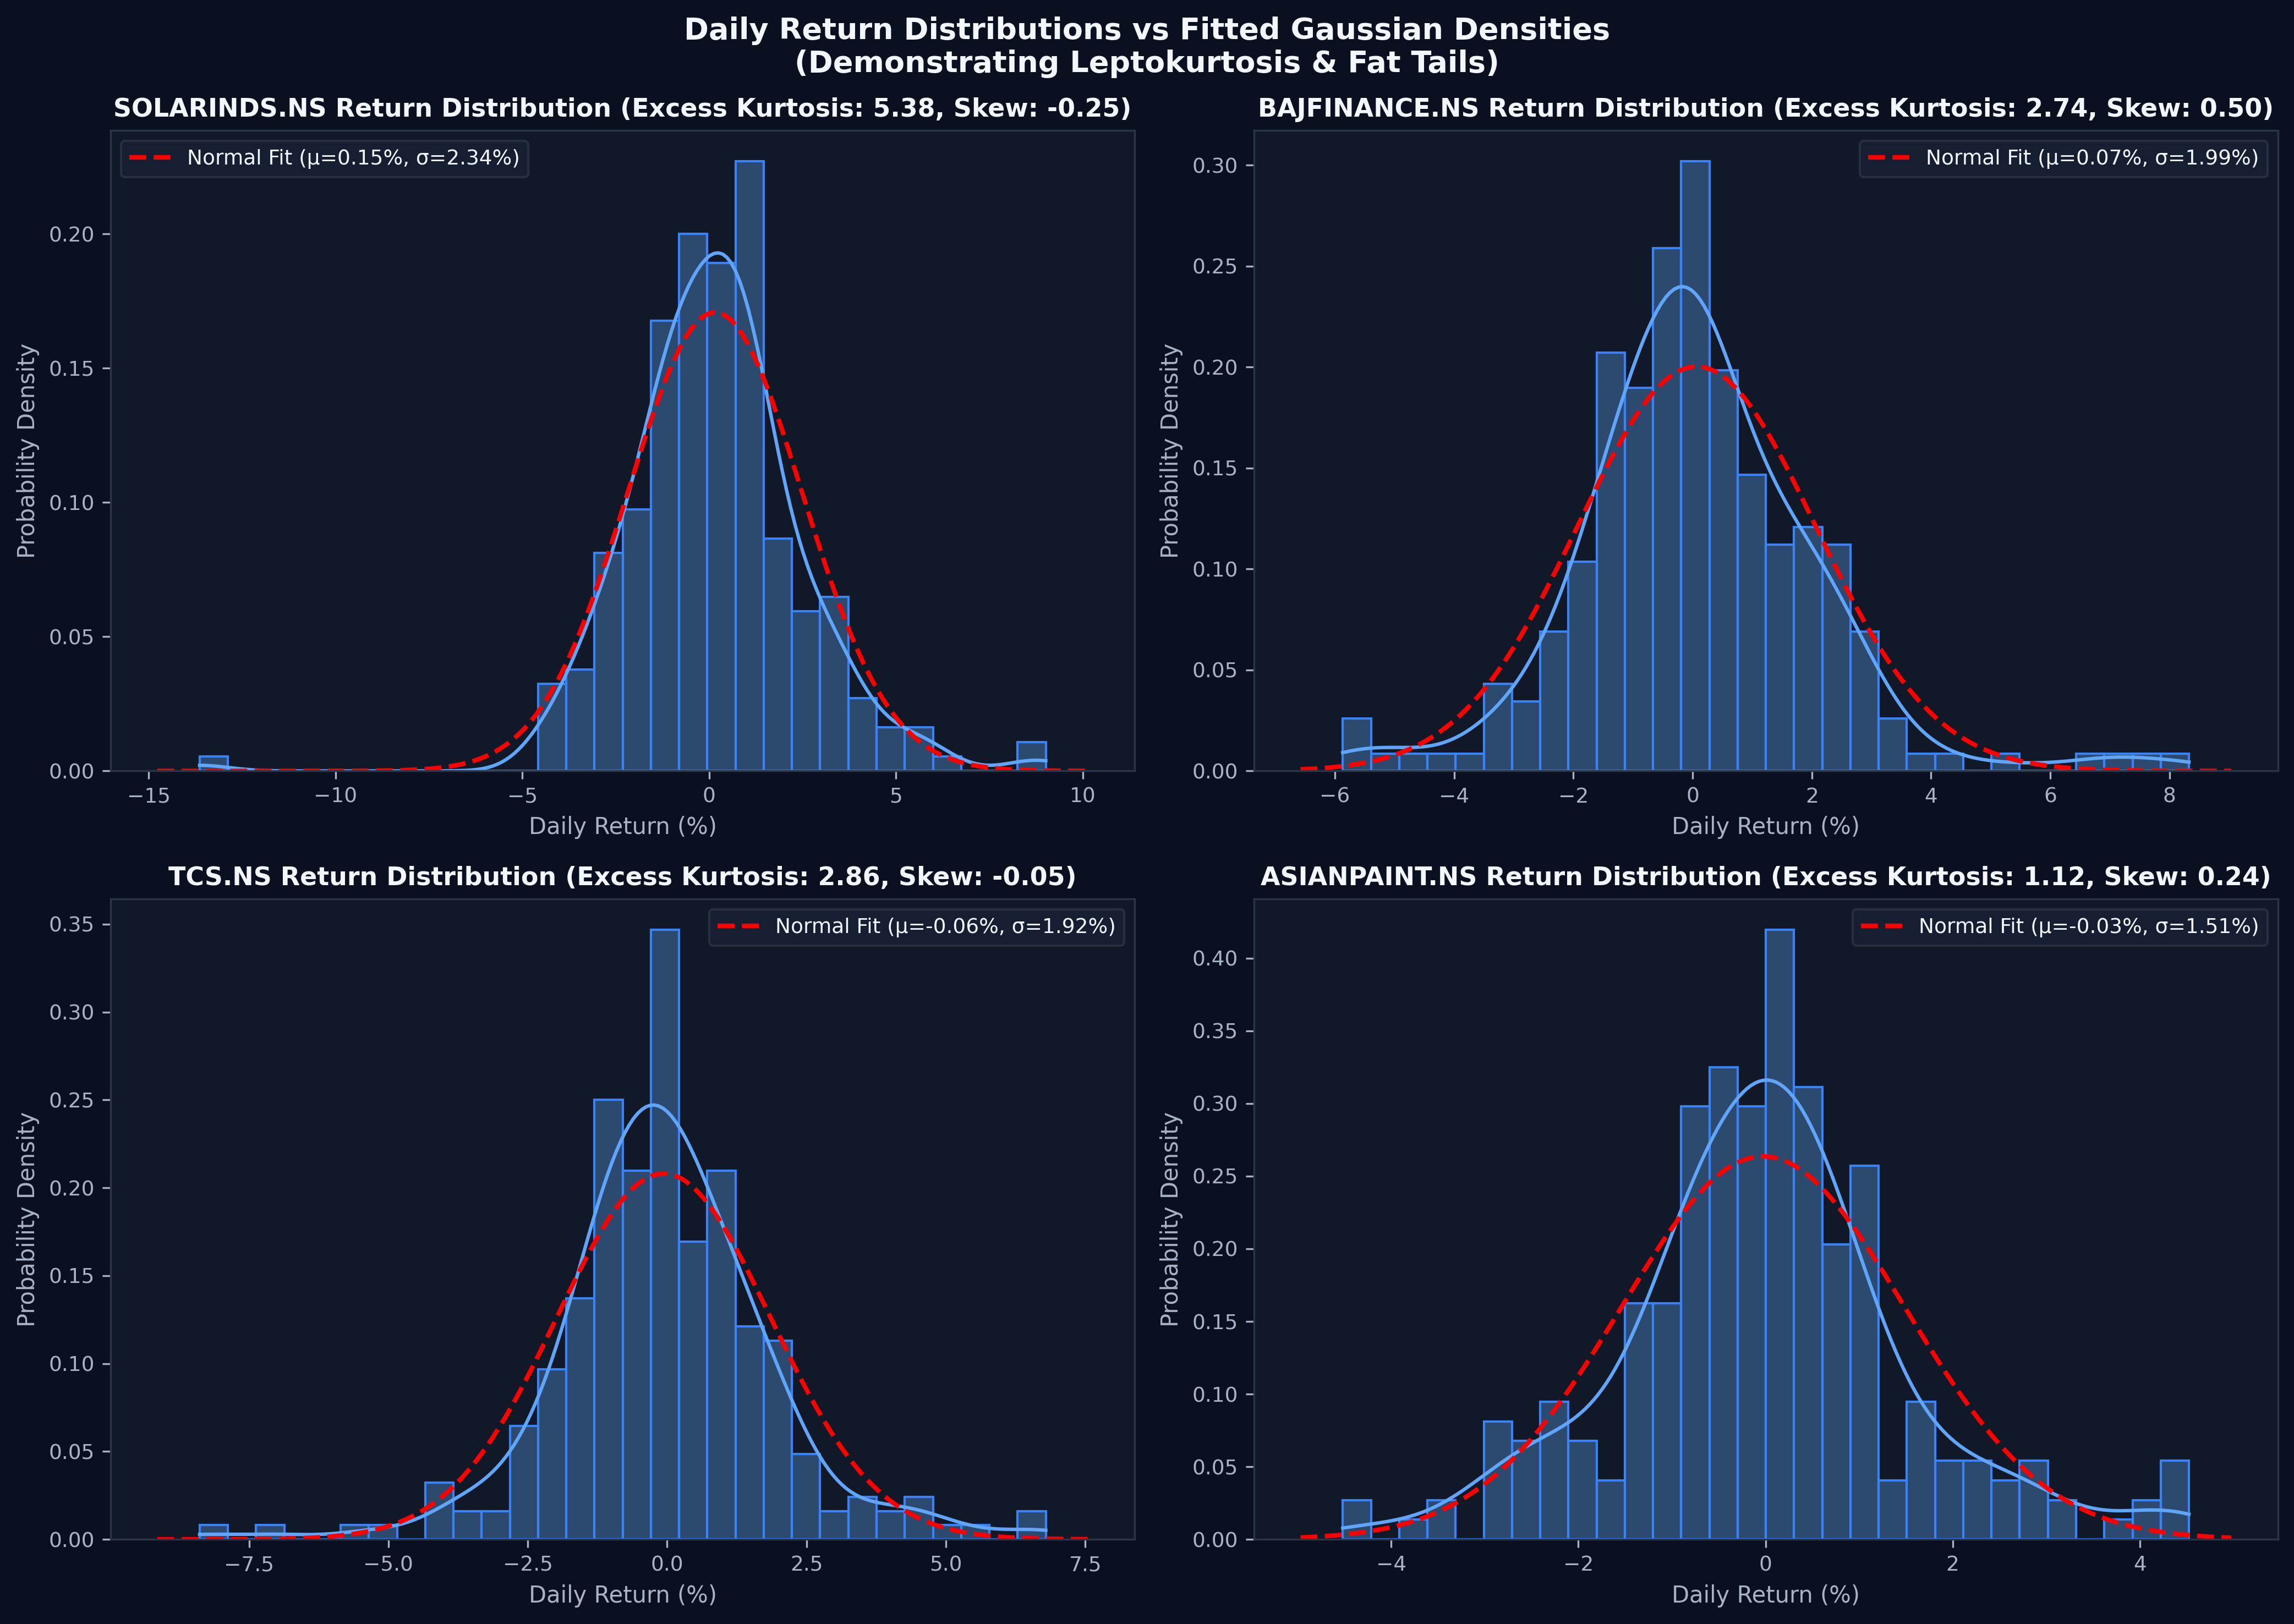 Daily Return Distributions vs Fitted Gaussian Densities
(Demonstrating Leptokurtosis & Fat Tails)
SOLARINDS.NS Return Distribution (Excess Kurtosis: 5.38, Skew: -0.25)
Normal Fit (μ=0.15%, σ=2.34%)
Probability Density
0.20
0.15
0.10
0.05
0.00
−15 −10 −5 0 5 10
Daily Return (%)
BAJFINANCE.NS Return Distribution (Excess Kurtosis: 2.74, Skew: 0.50)
Normal Fit (μ=0.07%, σ=1.99%)
Probability Density
0.30
0.25
0.20
0.15
0.10
0.05
0.00
−6 −4 −2 0 2 4 6 8
Daily Return (%)
TCS.NS Return Distribution (Excess Kurtosis: 2.86, Skew: -0.05)
Normal Fit (μ=-0.06%, σ=1.92%)
Probability Density
0.35
0.30
0.25
0.20
0.15
0.10
0.05
0.00
−7.5 −5.0 −2.5 0.0 2.5 5.0 7.5
Daily Return (%)
ASIANPAINT.NS Return Distribution (Excess Kurtosis: 1.12, Skew: 0.24)
Normal Fit (μ=-0.03%, σ=1.51%)
Probability Density
0.40
0.35
0.30
0.25
0.20
0.15
0.10
0.05
0.00
−4 −2 0 2 4
Daily Return (%)